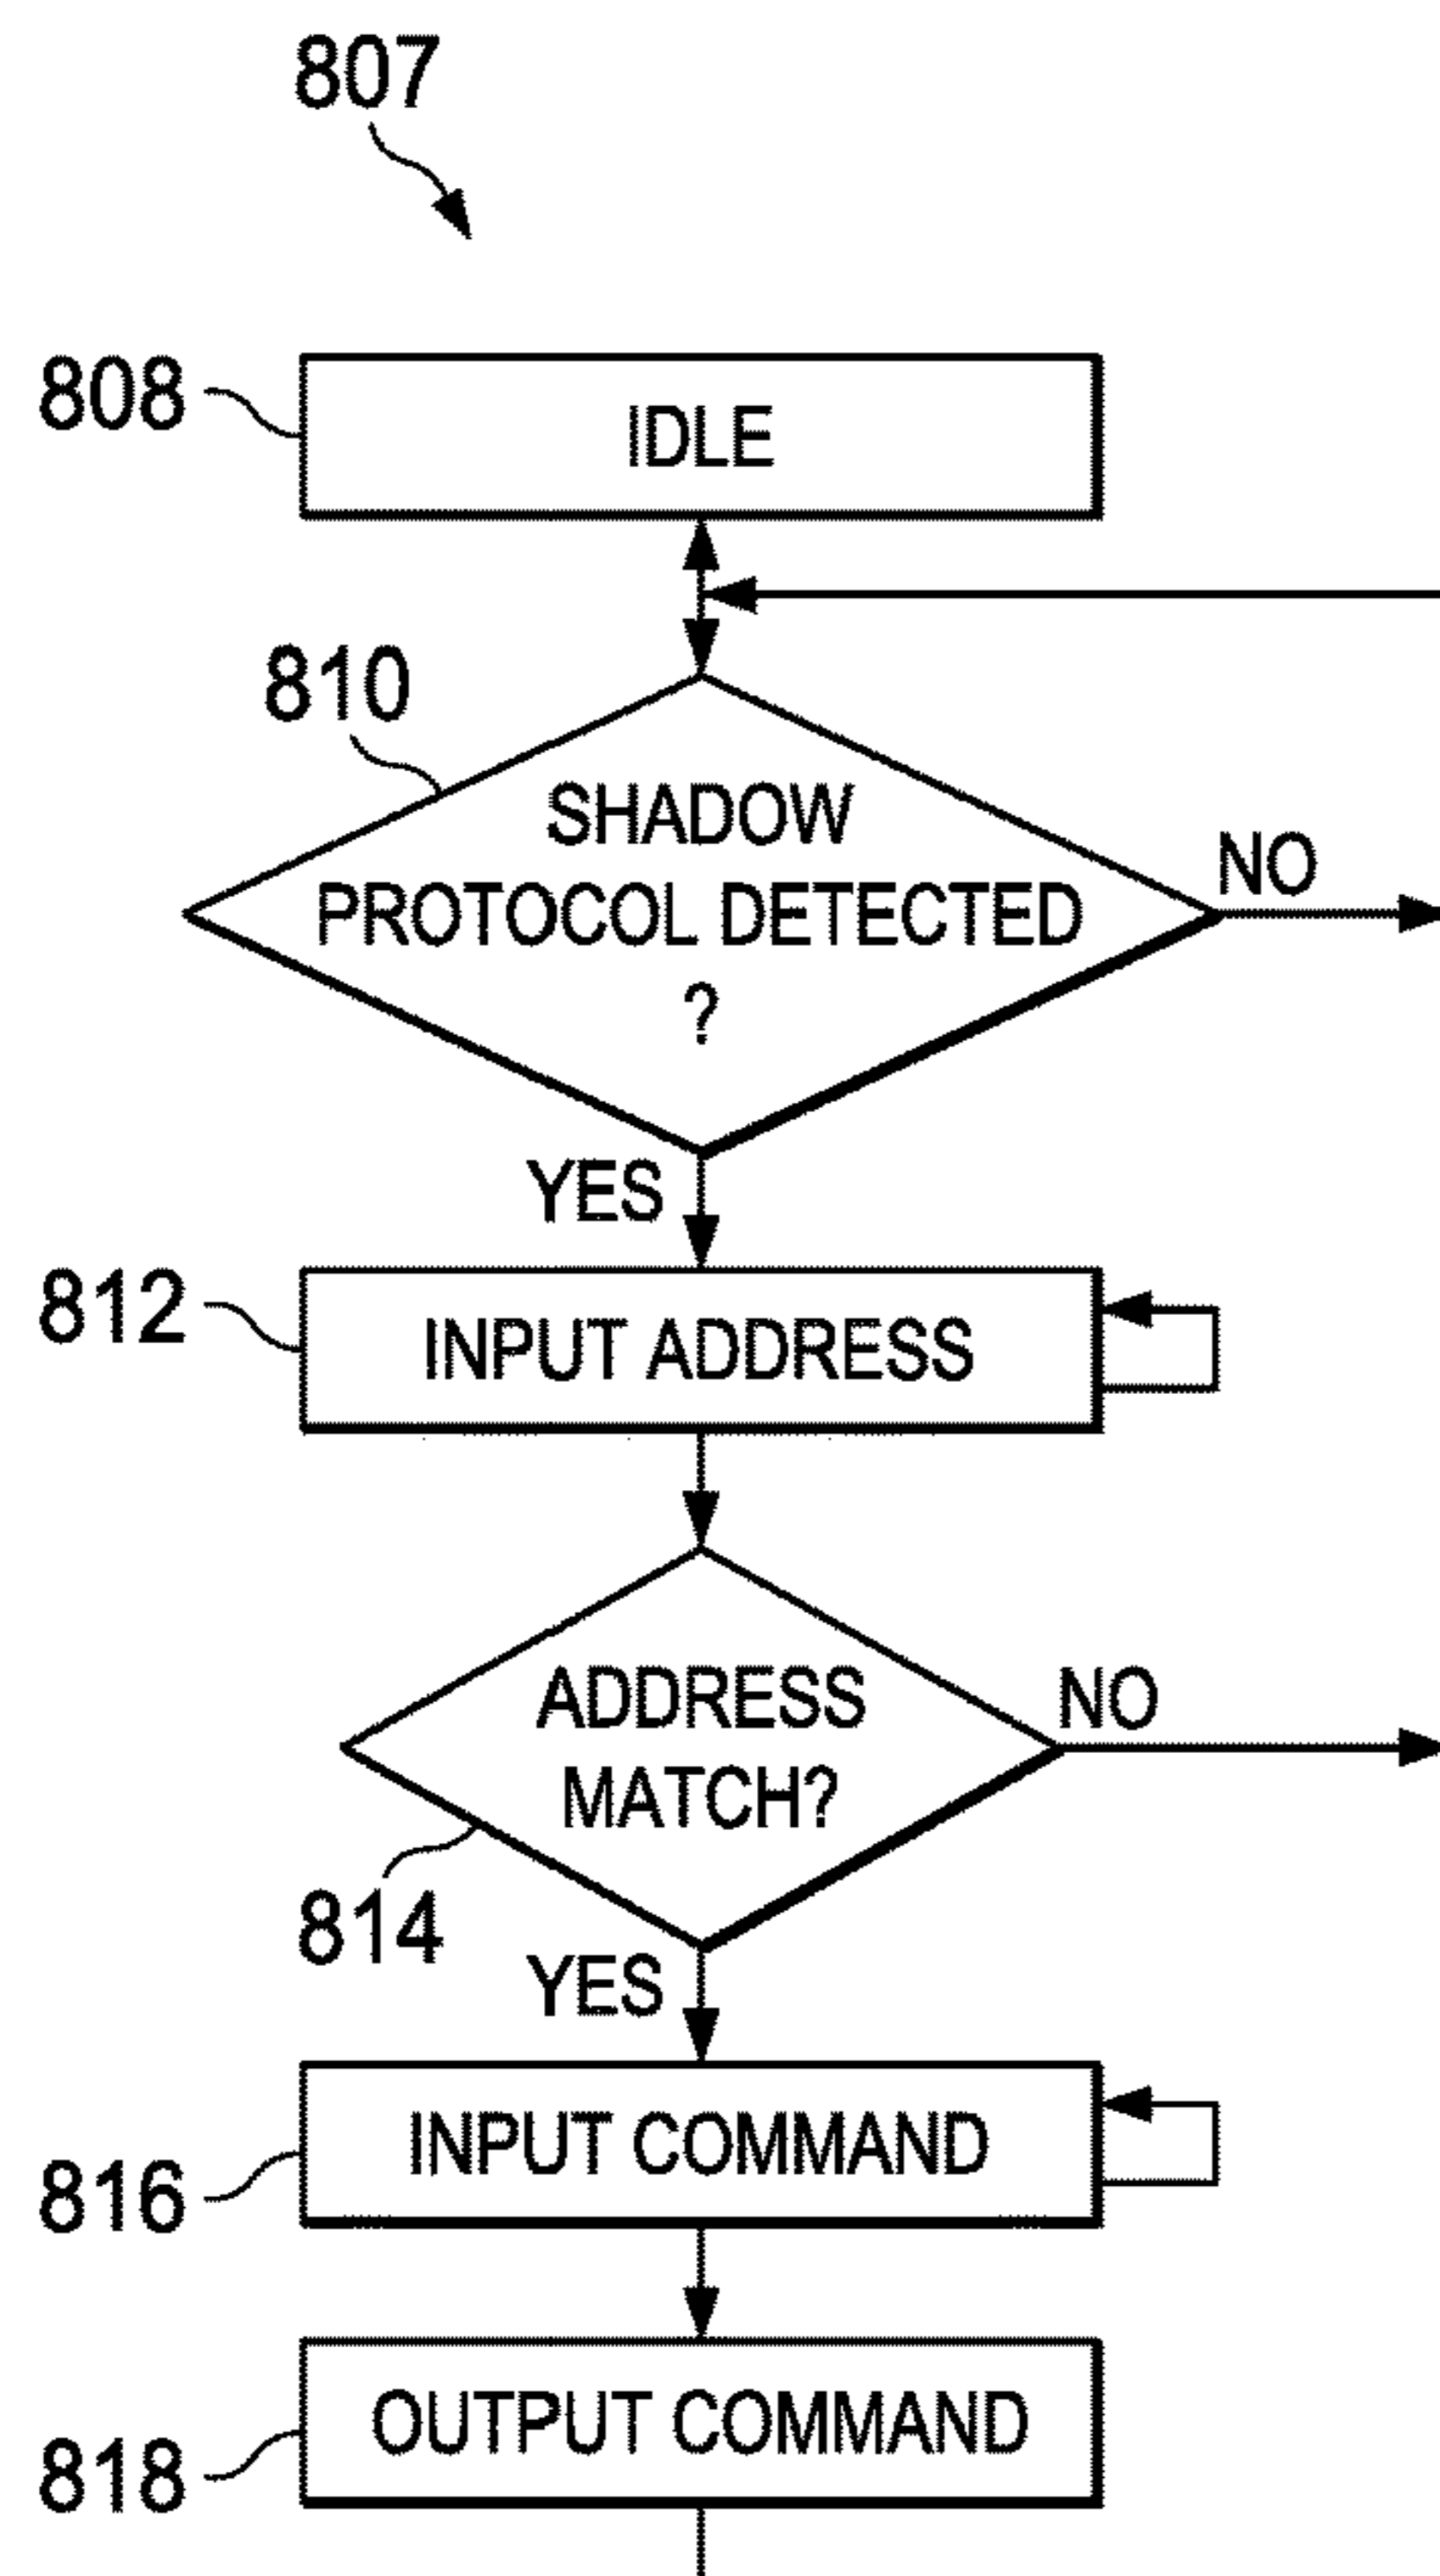 807
808
IDLE
810
SHADOW
PROTOCOL DETECTED
?
NO
YES
812
INPUT ADDRESS
ADDRESS
MATCH?
NO
814
YES
INPUT COMMAND
816
OUTPUT COMMAND
818